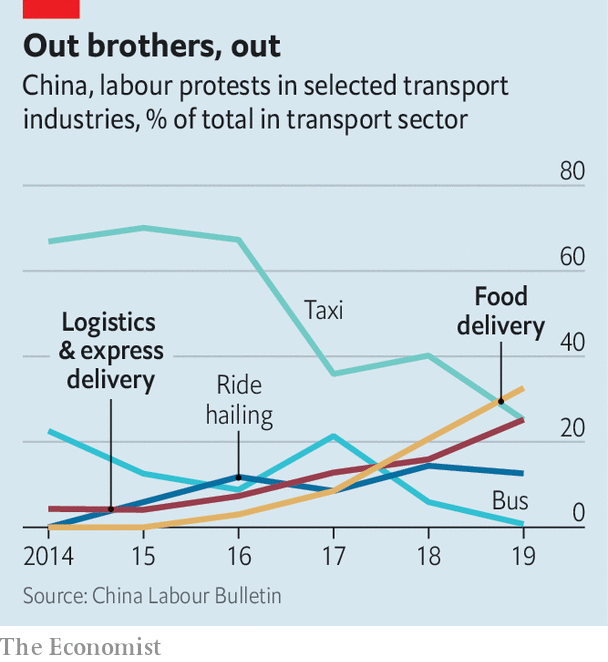 Out brothers, out
China, labour protests in selected transport
industries, % of total in transport sector
80
60
Taxi
Food
delivery
Logistics
& express
delivery
40
Ride
hailing
20
Bus
0
2014 15 16 17 18 19
Source: China Labour Bulletin
The Economist